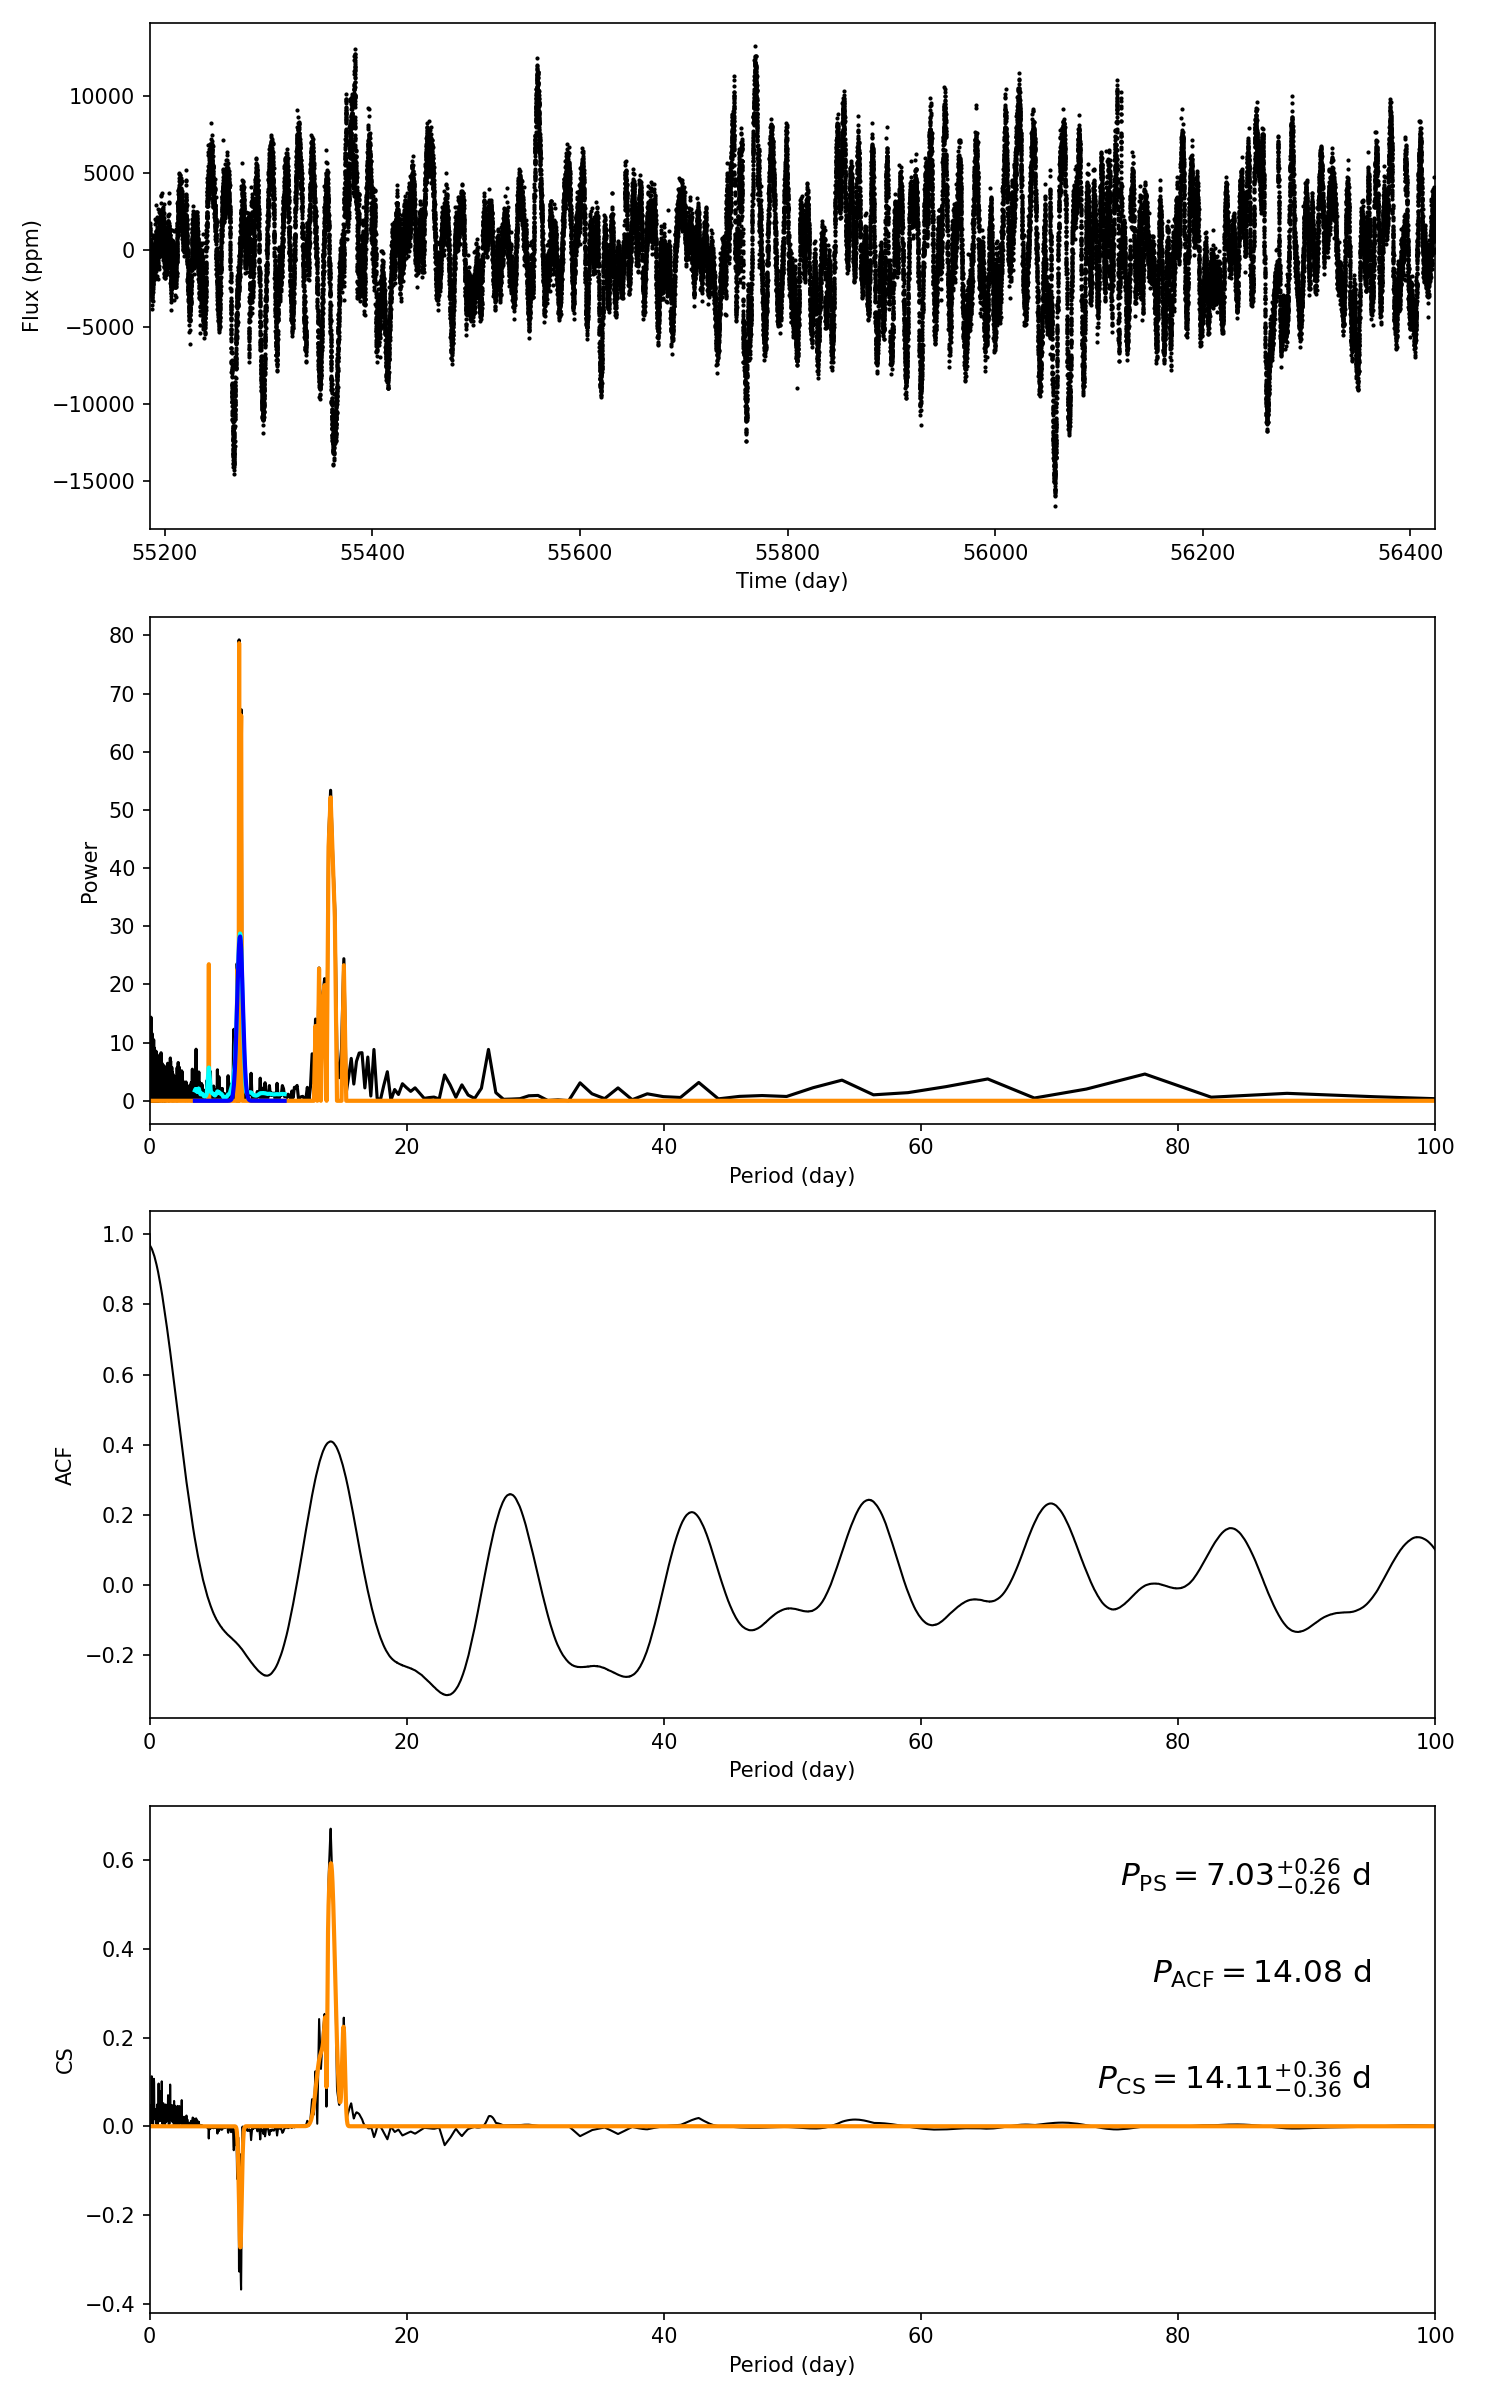 10000
5000
0
−5000
−10000
−15000
Flux (ppm)
55200 55400 55600 55800 56000 56200 56400
Time (day)
80
70
60
50
40
30
20
10
0
Power
0 20 40 60 80 100
Period (day)
1.0
0.8
0.6
0.4
0.2
0.0
−0.2
ACF
0 20 40 60 80 100
Period (day)
0.6
0.4
0.2
0.0
−0.2
−0.4
CS
P_PS = 7.03 +0.26 −0.26 d
P_ACF = 14.08 d
P_CS = 14.11 +0.36 −0.36 d
0 20 40 60 80 100
Period (day)